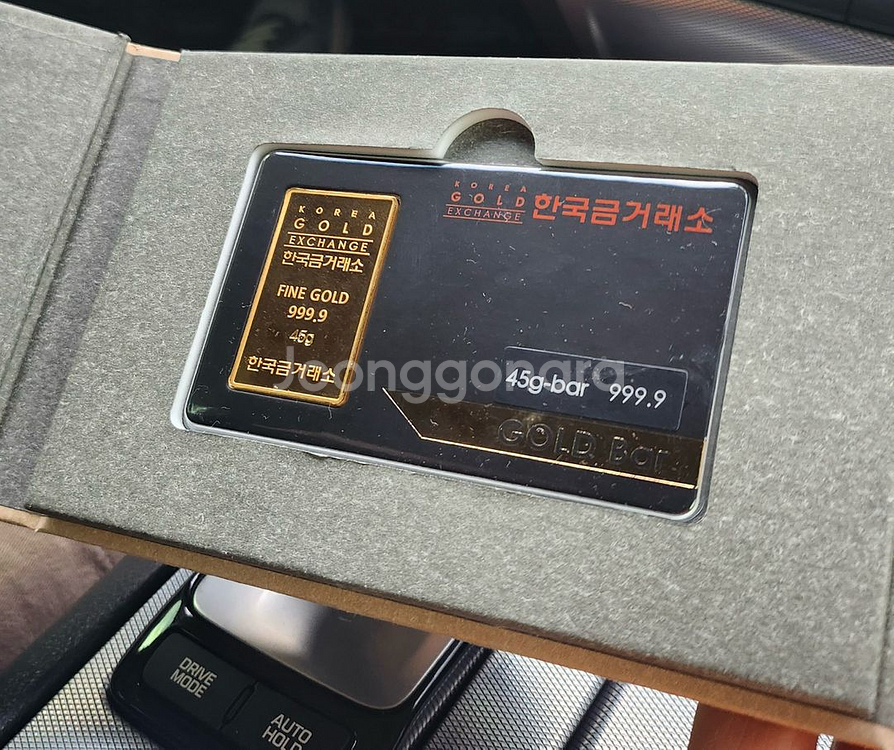 KOREA
GOLD
EXCHANGE
한국금거래소
FINE GOLD
999.9
45g
한국금거래소
KOREA
GOLD
EXCHANGE
한국금거래소
Joonggonara
45g-bar 999.9
GOLD Bar
DRIVE
MODE
AUTO
HOLD